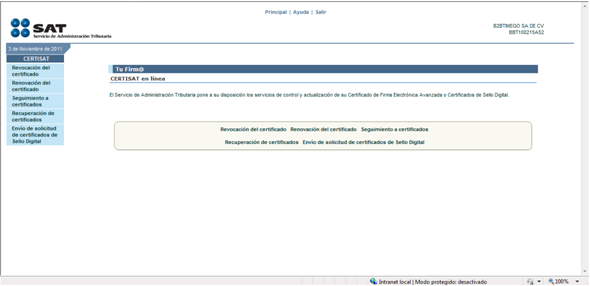 Principal | Ayuda | Salir
SAT
Servicio de Administración Tributaria
B2BTIMEGO SA DE CV
BBT100215AS2
3 de Noviembre de 2011
CERTISAT
Revocación del
certificado
Renovación del
certificado
Seguimiento a
certificados
Recuperación de
certificados
Envío de solicitud
de certificados de
Sello Digital
Tu Firm@
CERTISAT en línea
El Servicio de Administración Tributaria pone a su disposición los servicios de control y actualización de su Certificado de Firma Electrónica Avanzada o Certificados de Sello Digital.
Revocación del certificado Renovación del certificado Seguimiento a certificados
Recuperación de certificados Envío de solicitud de certificados de Sello Digital
Intranet local | Modo protegido: desactivado
100%